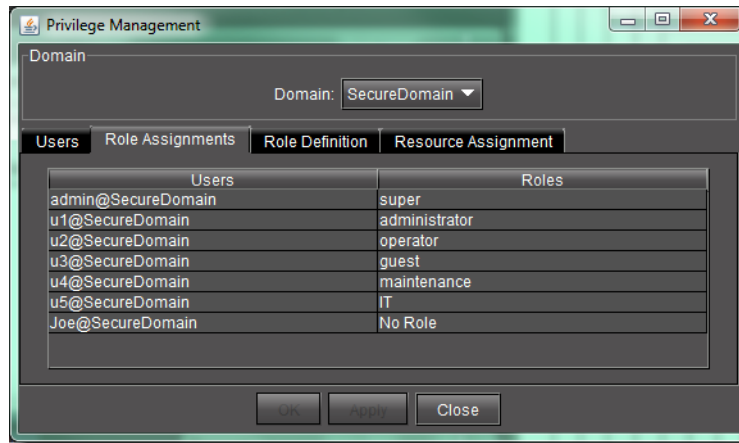 Privilege Management
Domain
Domain: SecureDomain
Users Role Assignments Role Definition Resource Assignment
Users Roles
admin@SecureDomain super
u1@SecureDomain administrator
u2@SecureDomain operator
u3@SecureDomain guest
u4@SecureDomain maintenance
u5@SecureDomain IT
Joe@SecureDomain No Role
OK Apply Close